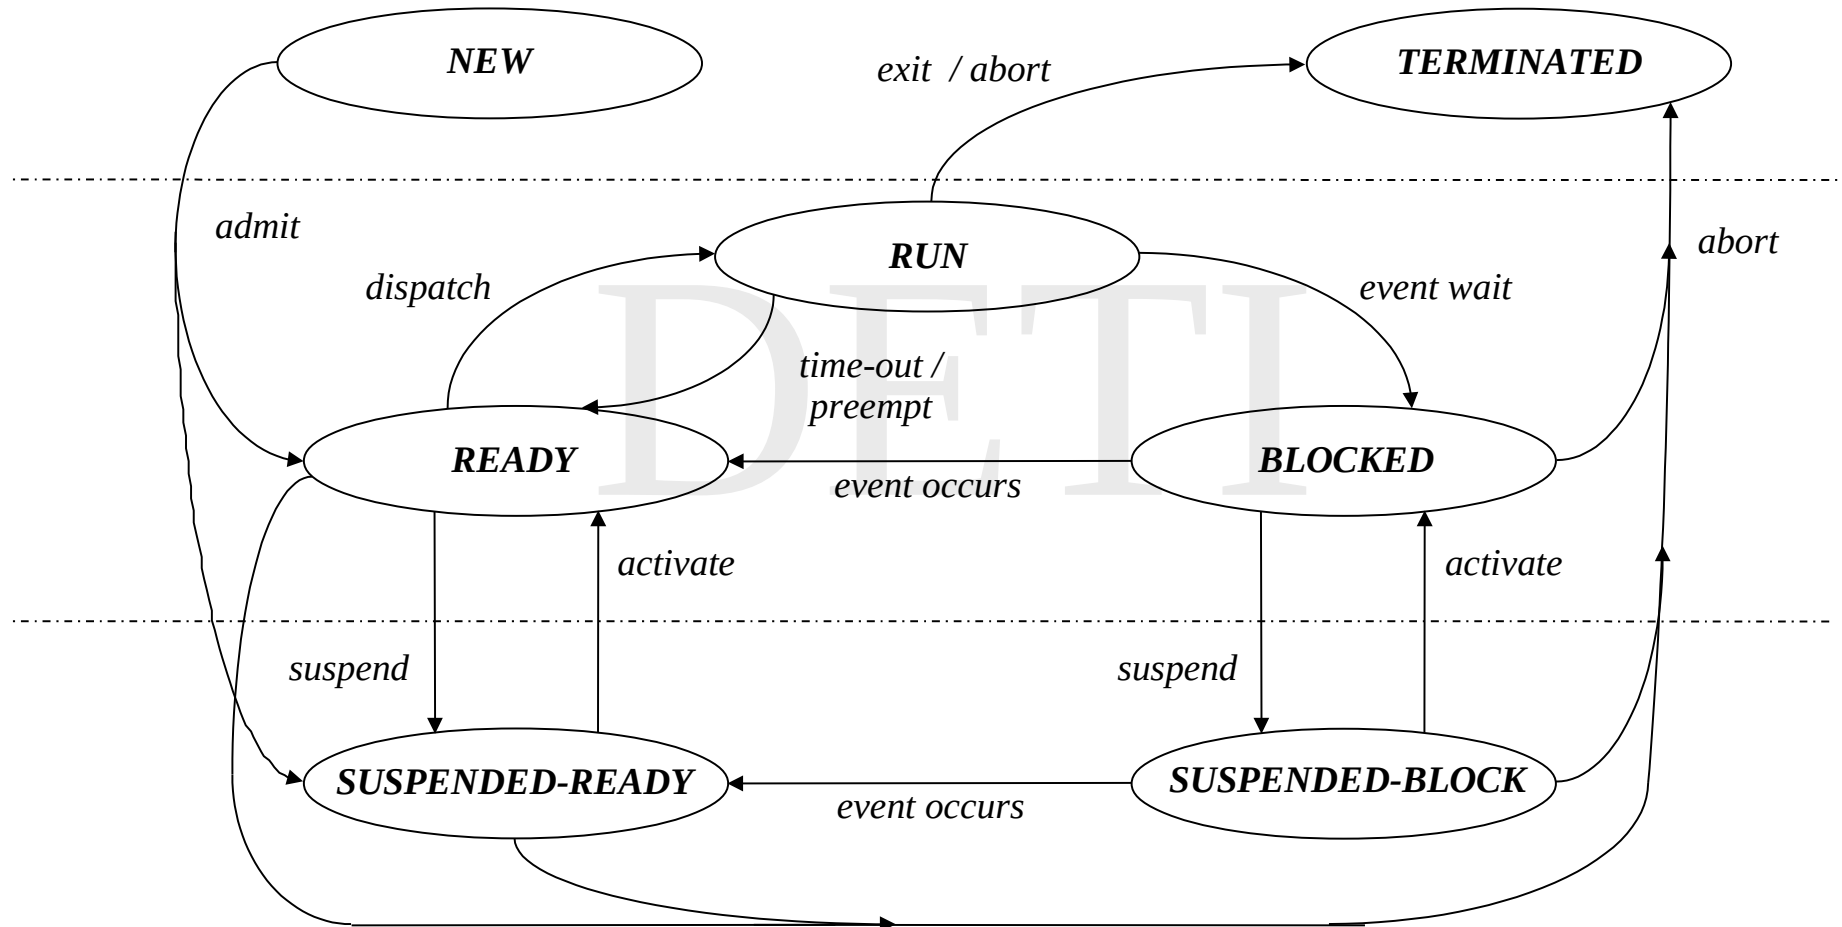 NEW
TERMINATED
exit / abort
admit
abort
RUN
dispatch
event wait
DETI
time-out /
preempt
READY
BLOCKED
event occurs
activate
activate
suspend
suspend
SUSPENDED-READY
SUSPENDED-BLOCK
event occurs